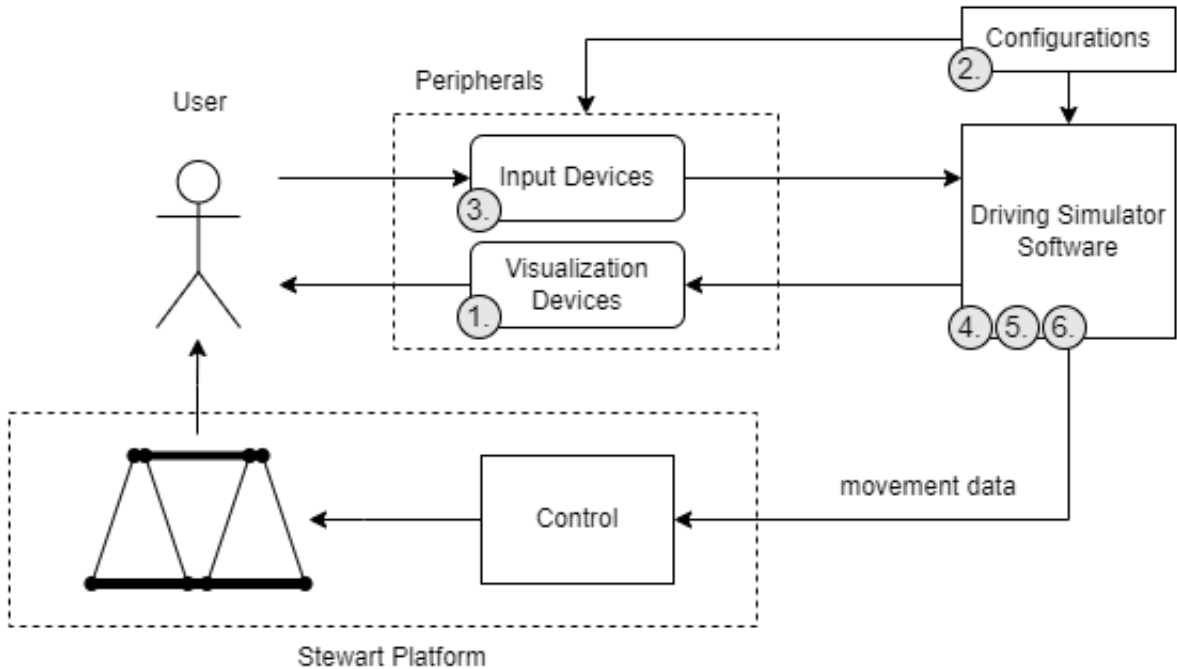 Configurations
2.
Peripherals
User
Input Devices
3.
Driving Simulator
Software
Visualization
Devices
1.
4.
5.
6.
movement data
Control
Stewart Platform